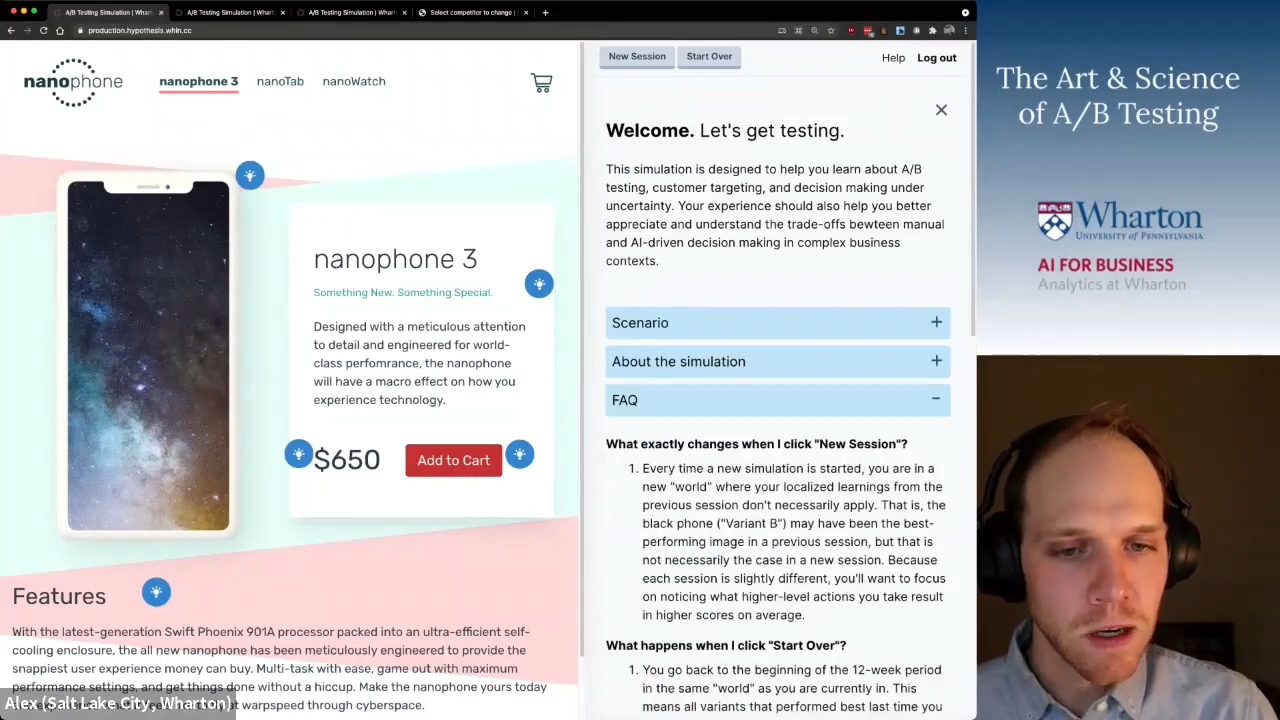 A/B Testing Simulation | Whart
A/B Testing Simulation | Whart
A/B Testing Simulation | Whart
Select competitor to change |
production.hypothesis.whin.cc
nanophone
nanophone 3
nanoTab
nanoWatch
nanophone 3
Something New. Something Special.
Designed with a meticulous attention
to detail and engineered for world-
class perfomrance, the nanophone
will have a macro effect on how you
experience technology.
$650
Add to Cart
Features
With the latest-generation Swift Phoenix 901A processor packed into an ultra-efficient self-
cooling enclosure, the all new nanophone has been meticulously engineered to provide the
snappiest user experience money can buy. Multi-task with ease, game out with maximum
performance settings, and get things done without a hiccup. Make the nanophone yours today
at warpspeed through cyberspace.
Alex (Salt Lake City, Wharton)
New Session
Start Over
Help
Log out
Welcome. Let's get testing.
This simulation is designed to help you learn about A/B
testing, customer targeting, and decision making under
uncertainty. Your experience should also help you better
appreciate and understand the trade-offs bewteen manual
and AI-driven decision making in complex business
contexts.
Scenario
About the simulation
FAQ
What exactly changes when I click "New Session"?
1. Every time a new simulation is started, you are in a
new "world" where your localized learnings from the
previous session don't necessarily apply. That is, the
black phone ("Variant B") may have been the best-
performing image in a previous session, but that is
not necessarily the case in a new session. Because
each session is slightly different, you'll want to focus
on noticing what higher-level actions you take result
in higher scores on average.
What happens when I click "Start Over"?
1. You go back to the beginning of the 12-week period
in the same "world" as you are currently in. This
means all variants that performed best last time you
The Art & Science
of A/B Testing
Wharton
UNIVERSITY OF PENNSYLVANIA
AI FOR BUSINESS
Analytics at Wharton